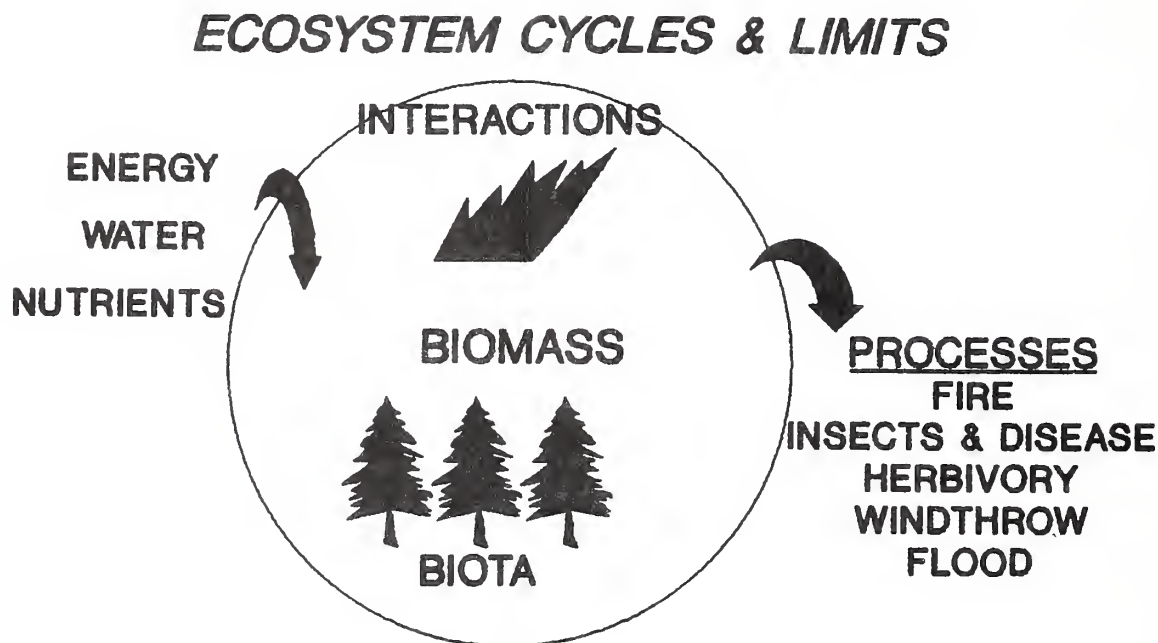 ECOSYSTEM CYCLES & LIMITS
INTERACTIONS
ENERGY
WATER
NUTRIENTS
BIOMASS
BIOTA
PROCESSES
FIRE
INSECTS & DISEASE
HERBIVORY
WINDTHROW
FLOOD